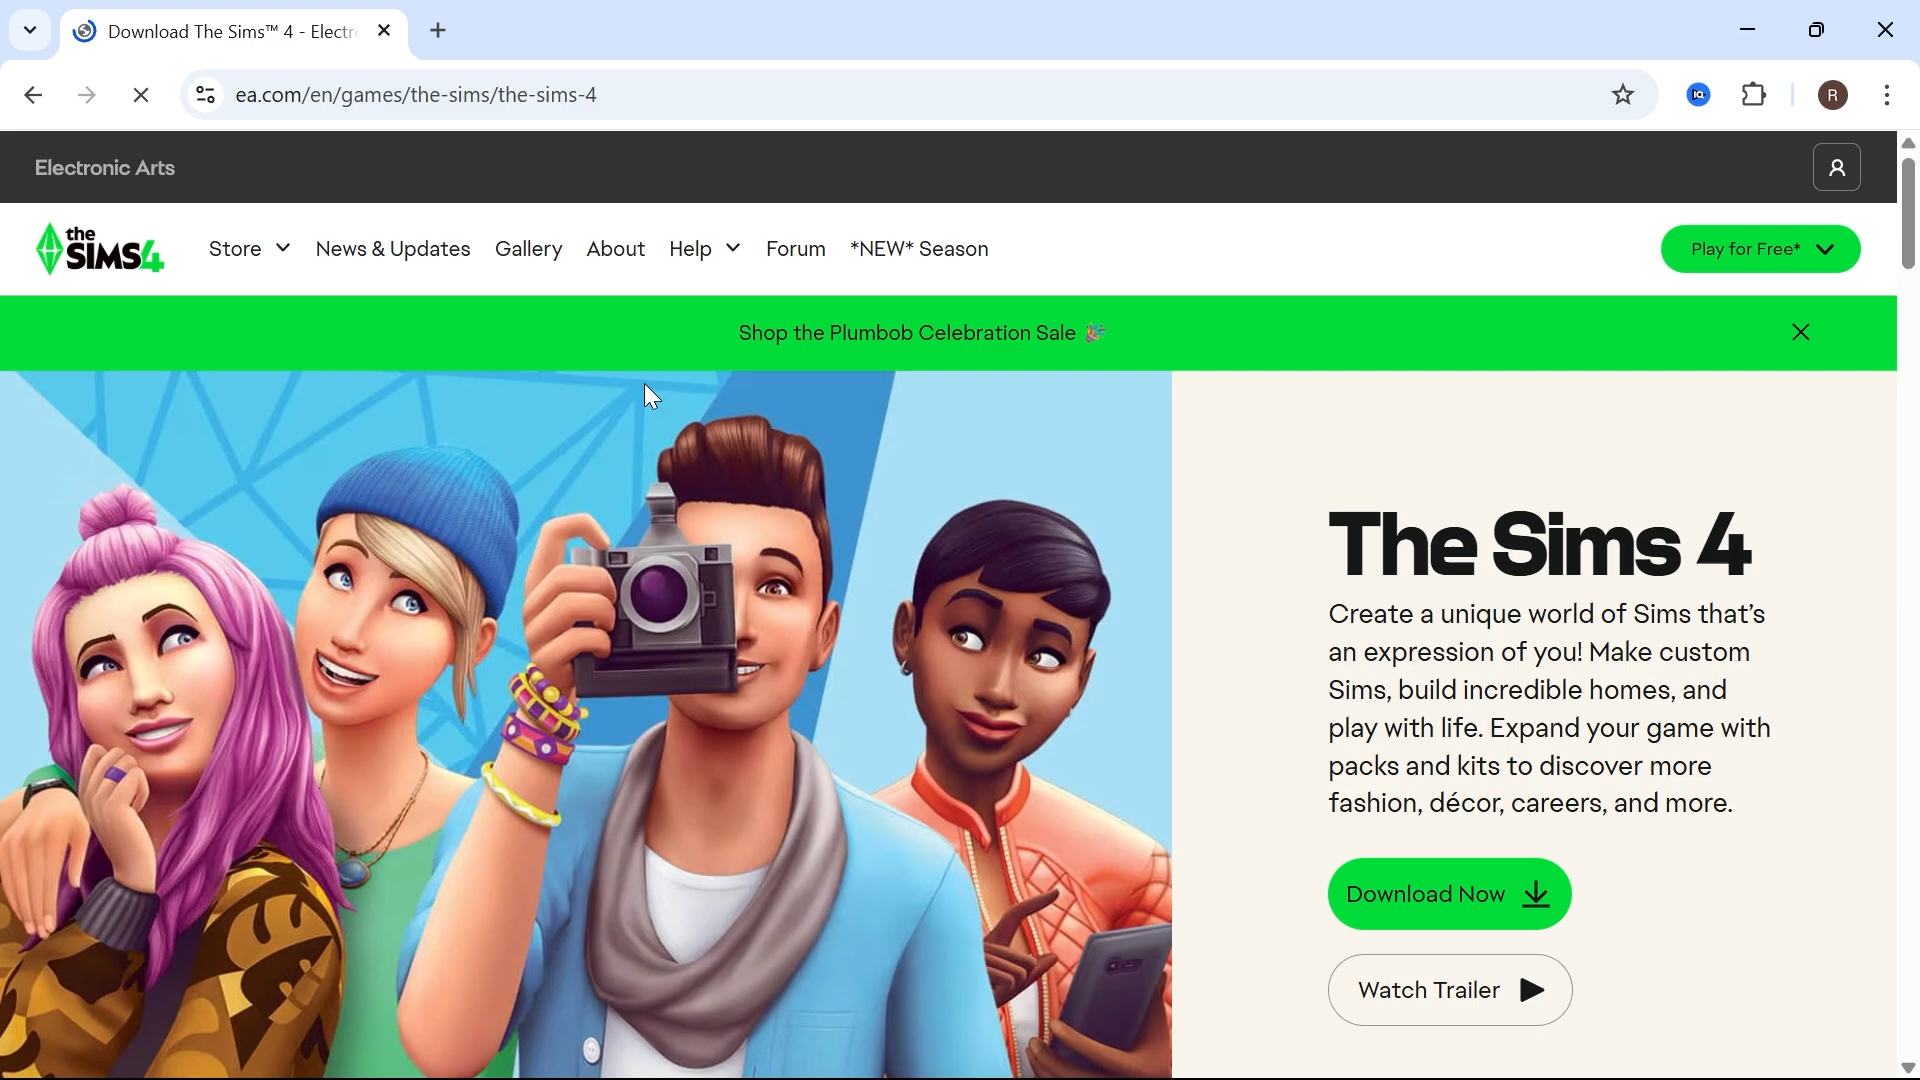 Download The Sims™ 4 - Electr
ea.com/en/games/the-sims/the-sims-4
R
Electronic Arts
the SIMS4
Store
News & Updates
Gallery
About
Help
Forum
*NEW* Season
Play for Free*
Shop the Plumbob Celebration Sale 🎉
The Sims 4
Create a unique world of Sims that’s
an expression of you! Make custom
Sims, build incredible homes, and
play with life. Expand your game with
packs and kits to discover more
fashion, décor, careers, and more.
Download Now
Watch Trailer